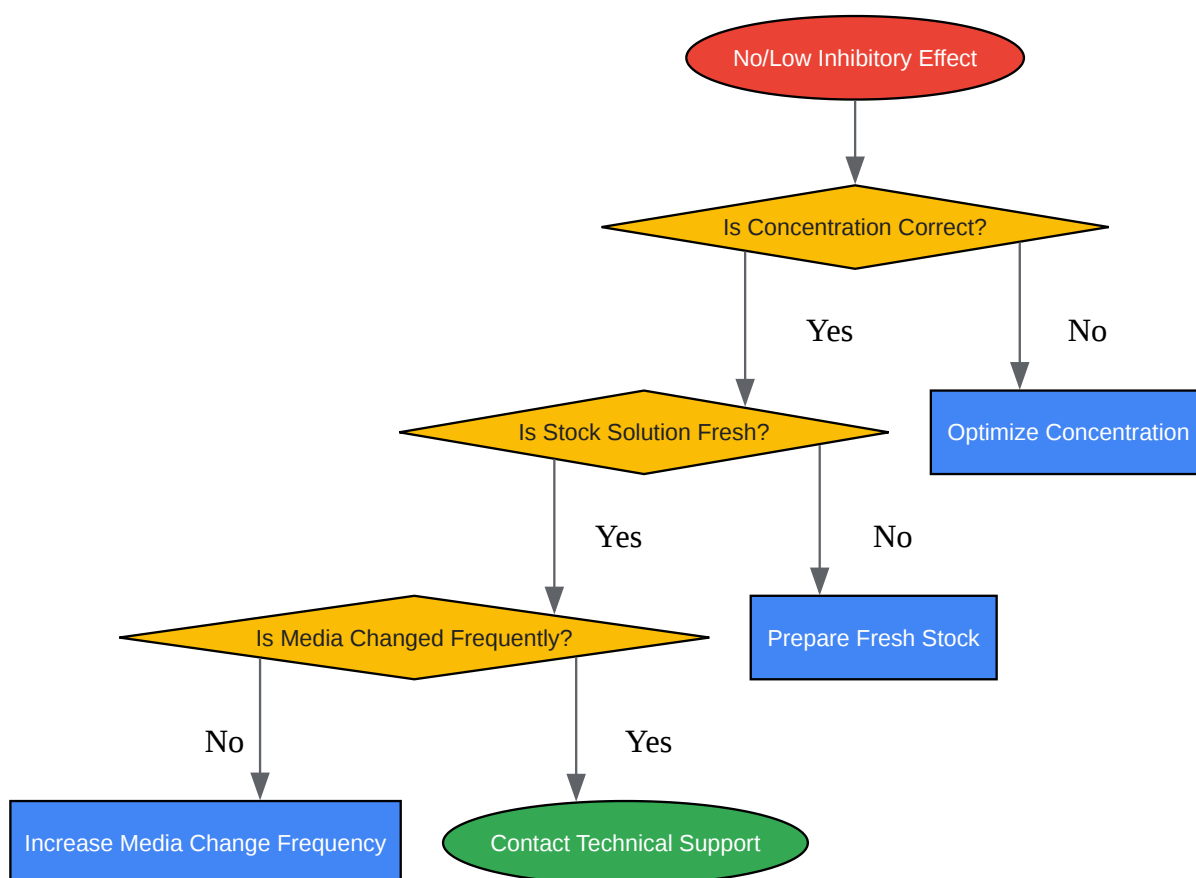 No/Low Inhibitory Effect
Is Concentration Correct?
Yes
No
Is Stock Solution Fresh?
Optimize Concentration
Yes
No
Is Media Changed Frequently?
Prepare Fresh Stock
No
Yes
Increase Media Change Frequency
Contact Technical Support